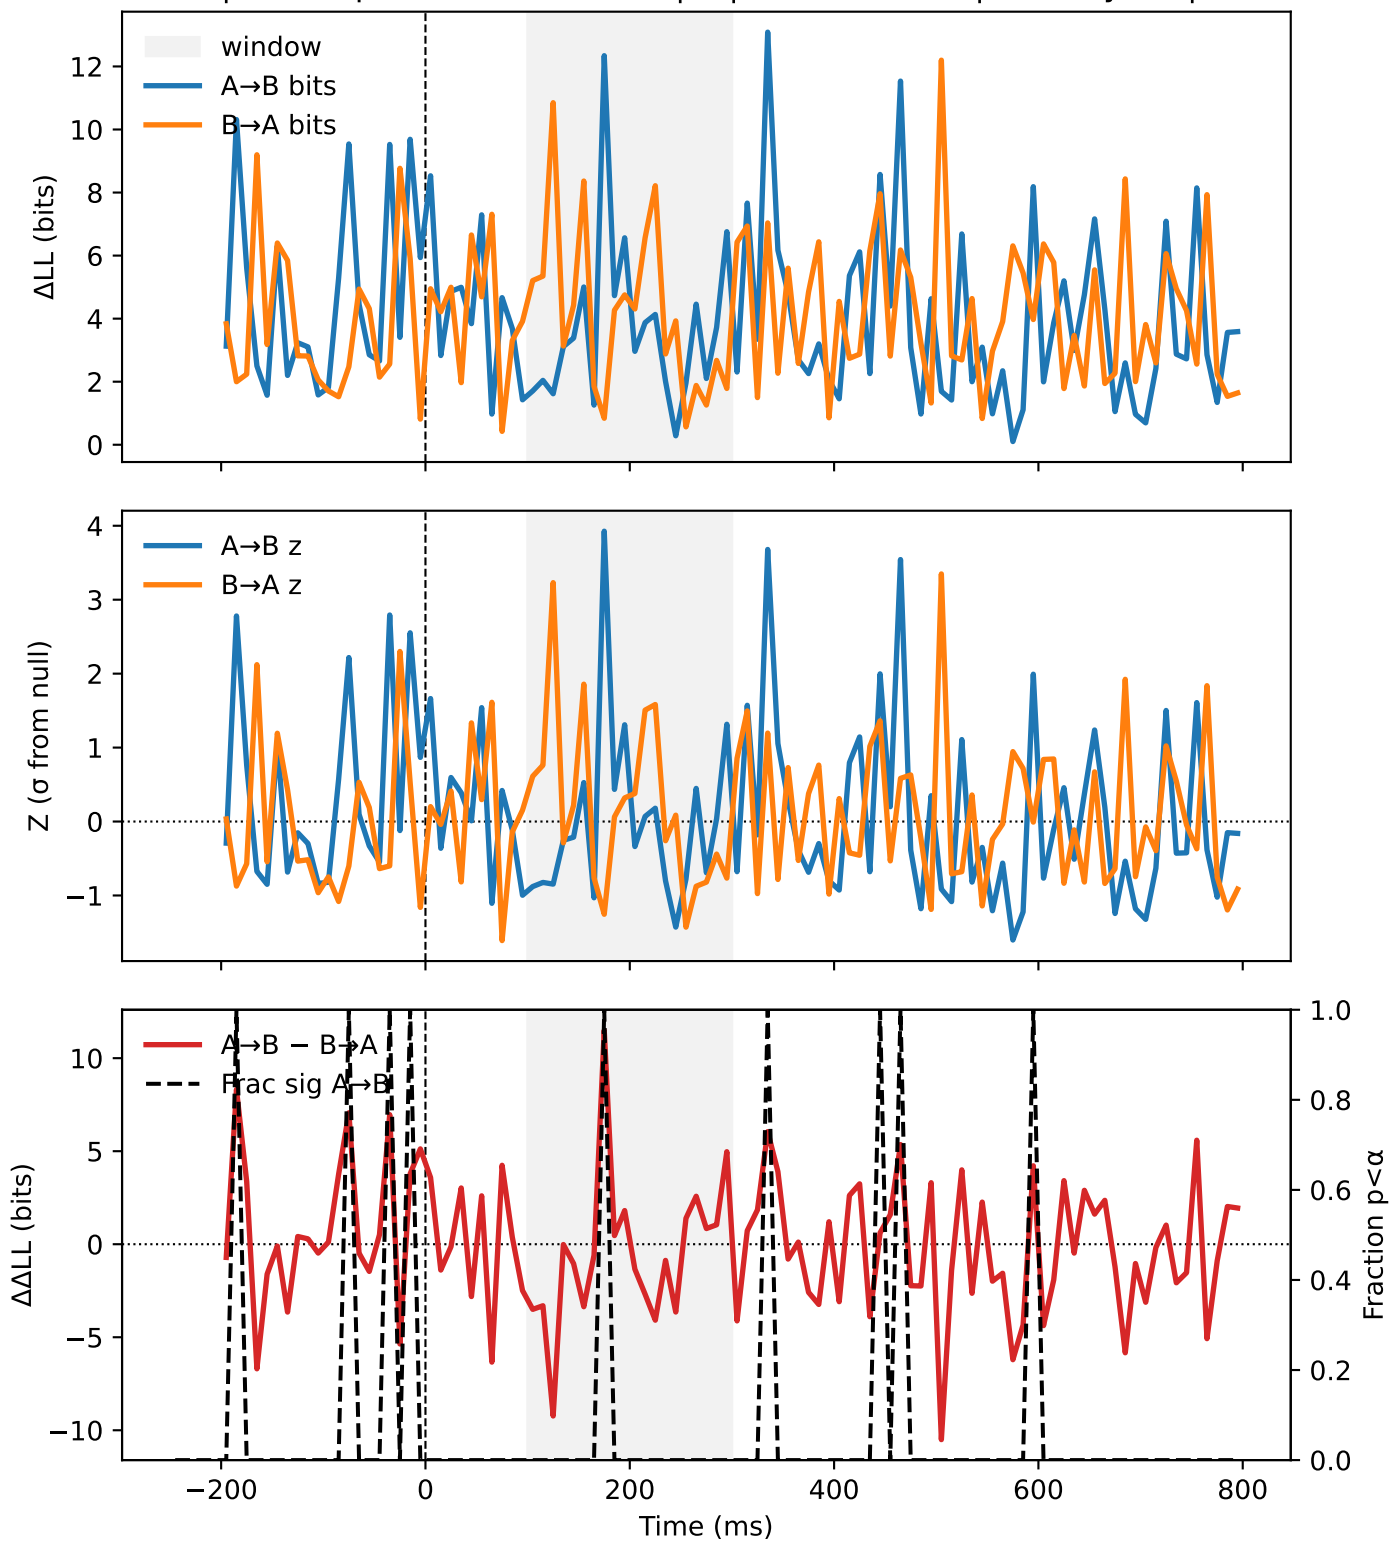 window
A→B bits
B→A bits
ΔLL (bits)
12
10
8
6
4
2
0
A→B z
B→A z
Z (σ from null)
4
3
2
1
0
−1
A→B − B→A
Frac sig A→B
ΔΔLL (bits)
10
5
0
−5
−10
1.0
0.8
0.6
0.4
0.2
0.0
Fraction p<α
−200
0
200
400
600
800
Time (ms)